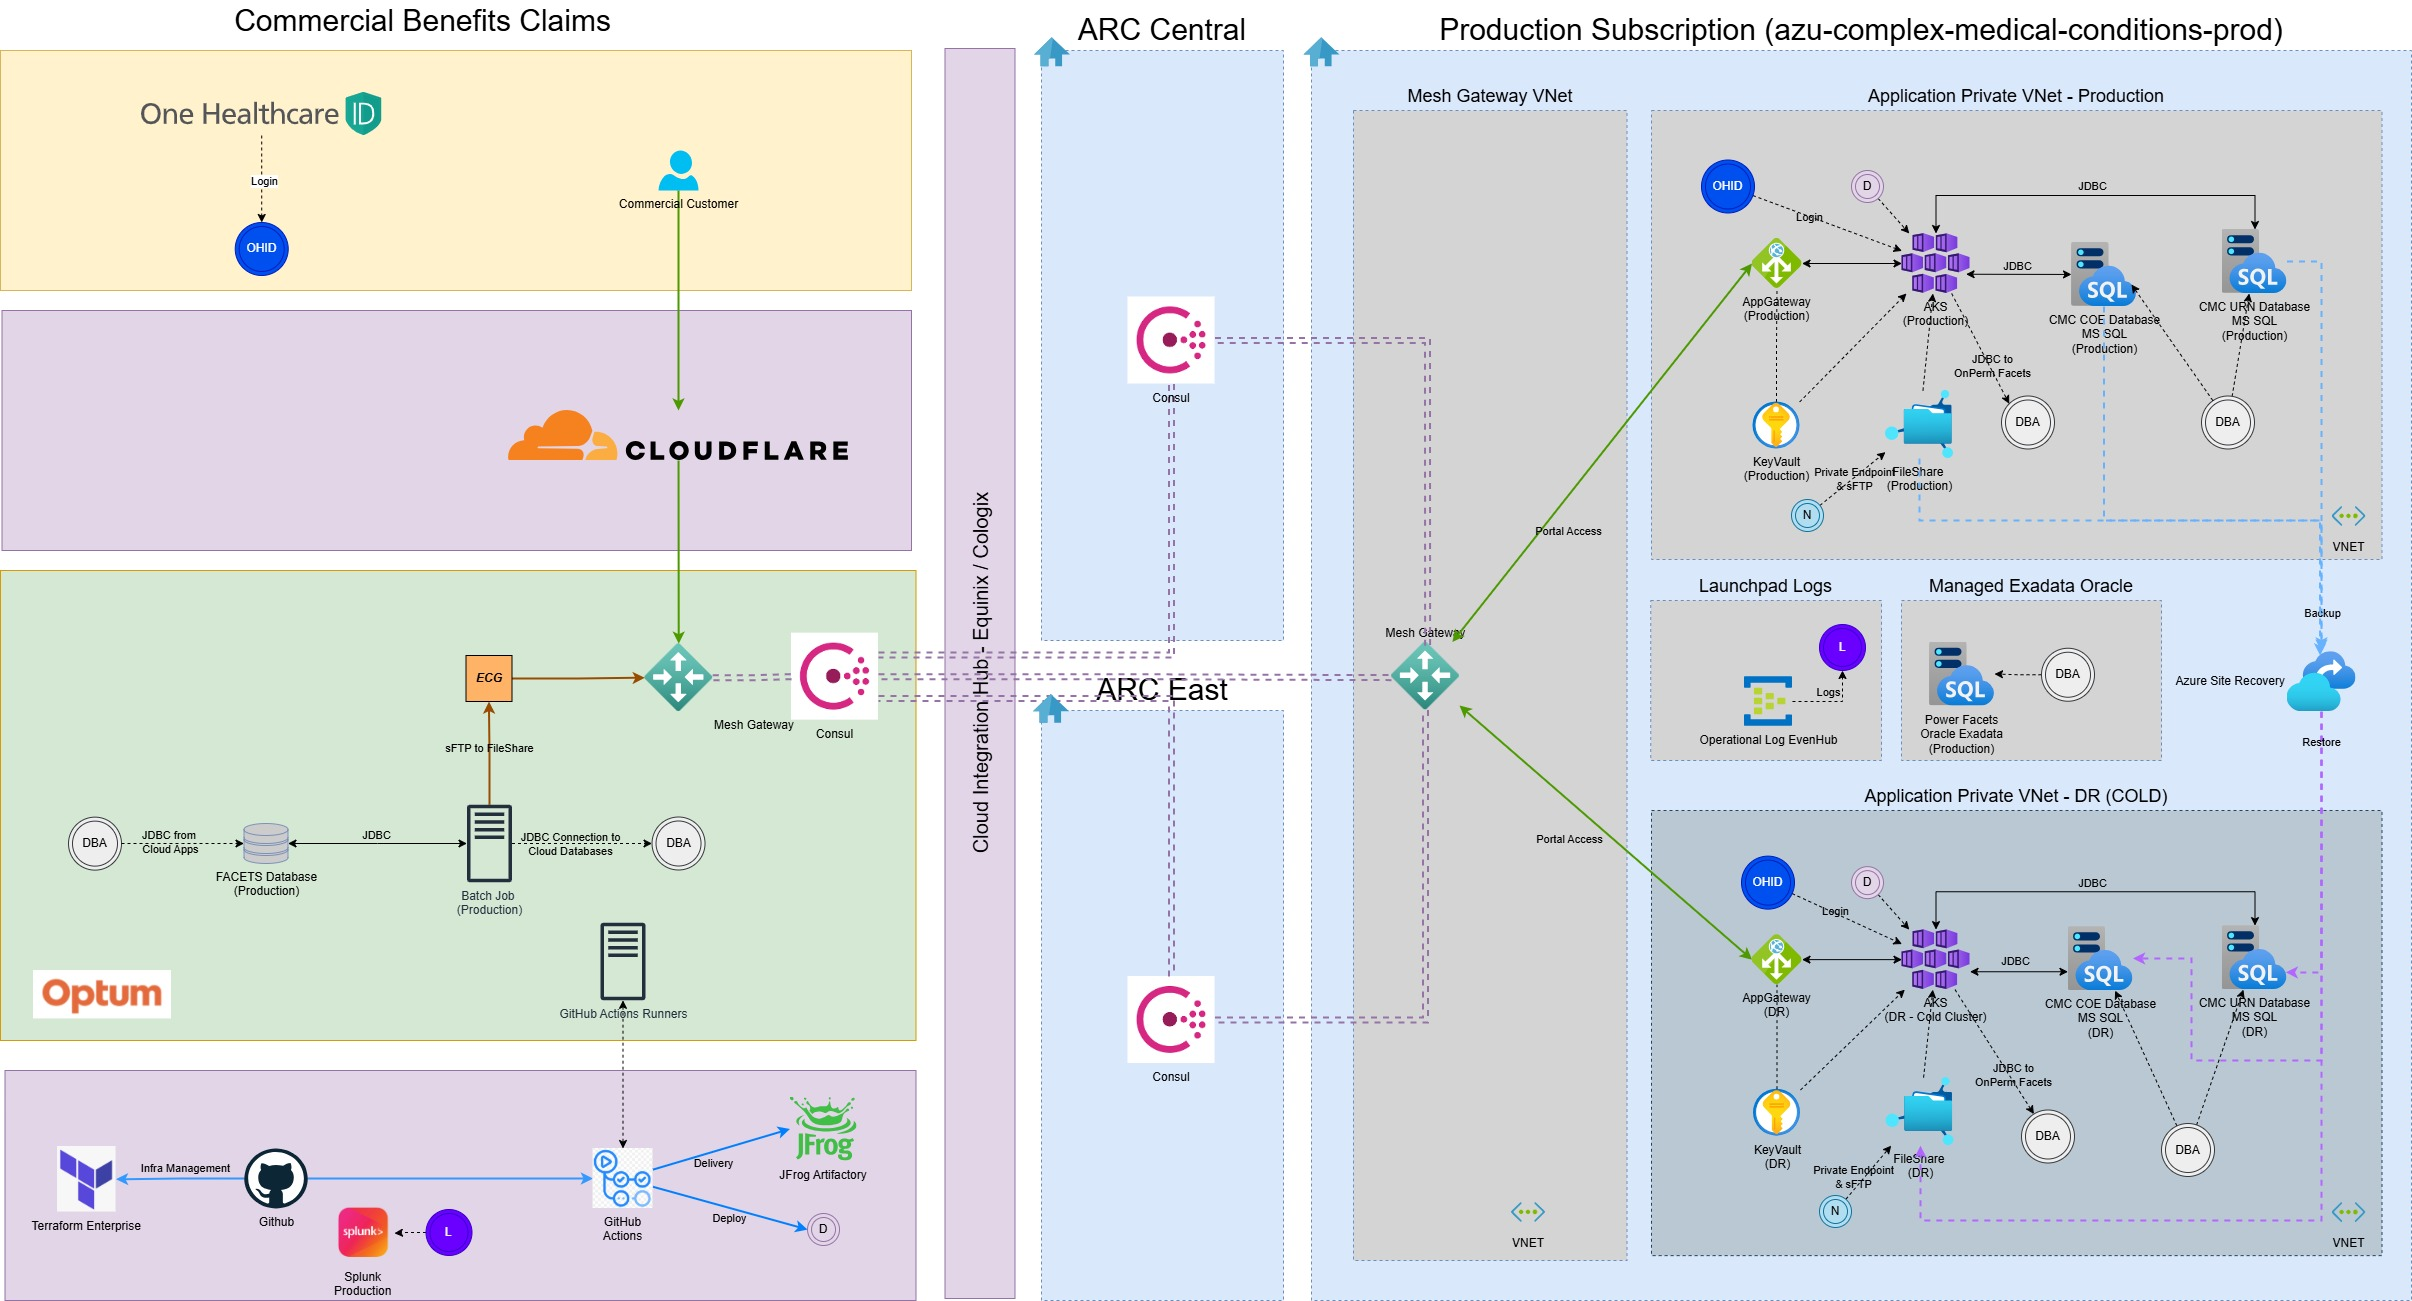 Commercial Benefits Claims
One Healthcare ID
Login
OHID
Commercial Customer
CLOUDFLARE
ECG
sFTP to FileShare
Mesh Gateway
Consul
DBA
JDBC from
Cloud Apps
FACETS Database
(Production)
JDBC
Batch Job
(Production)
JDBC Connection to
Cloud Databases
DBA
GitHub Actions Runners
Optum
Terraform Enterprise
Infra Management
Github
splunk>
Splunk
Production
L
GitHub
Actions
Delivery
Deploy
JFrog
JFrog Artifactory
D
Cloud Integration Hub - Equinix / Cologix
ARC Central
Consul
ARC East
Consul
Production Subscription (azu-complex-medical-conditions-prod)
Mesh Gateway VNet
Mesh Gateway
Portal Access
Portal Access
VNET
Application Private VNet - Production
OHID
Login
D
JDBC
AppGateway
(Production)
AKS
(Production)
JDBC
SQL
CMC COE Database
MS SQL
(Production)
SQL
CMC URN Database
MS SQL
(Production)
JDBC to
OnPerm Facets
KeyVault
(Production)
FileShare
(Production)
Private Endpoint
& sFTP
N
DBA
DBA
VNET
Launchpad Logs
L
Logs
Operational Log EvenHub
Managed Exadata Oracle
SQL
DBA
Power Facets
Oracle Exadata
(Production)
Backup
Azure Site Recovery
Restore
Application Private VNet - DR (COLD)
OHID
Login
D
JDBC
AppGateway
(DR)
AKS
(DR - Cold Cluster)
JDBC
SQL
CMC COE Database
MS SQL
(DR)
SQL
CMC URN Database
MS SQL
(DR)
JDBC to
OnPerm Facets
KeyVault
(DR)
FileShare
(DR)
Private Endpoint
& sFTP
N
DBA
DBA
VNET